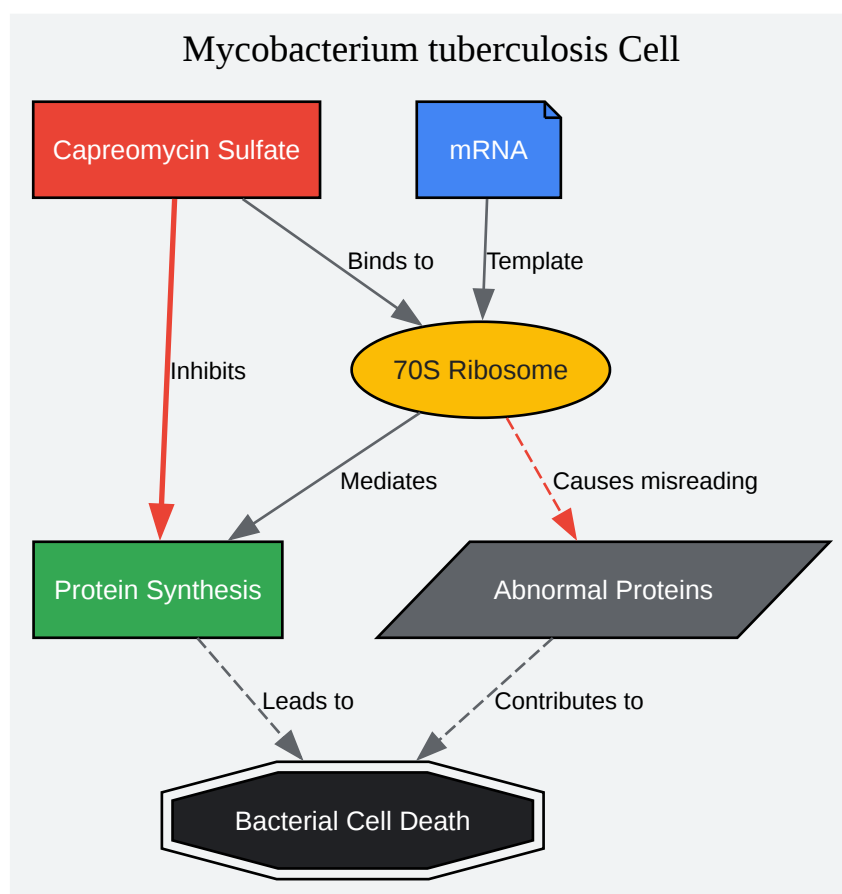 Mycobacterium tuberculosis Cell
Capreomycin Sulfate
mRNA
Binds to
Template
70S Ribosome
Inhibits
Mediates
Causes misreading
Protein Synthesis
Abnormal Proteins
Leads to
Contributes to
Bacterial Cell Death